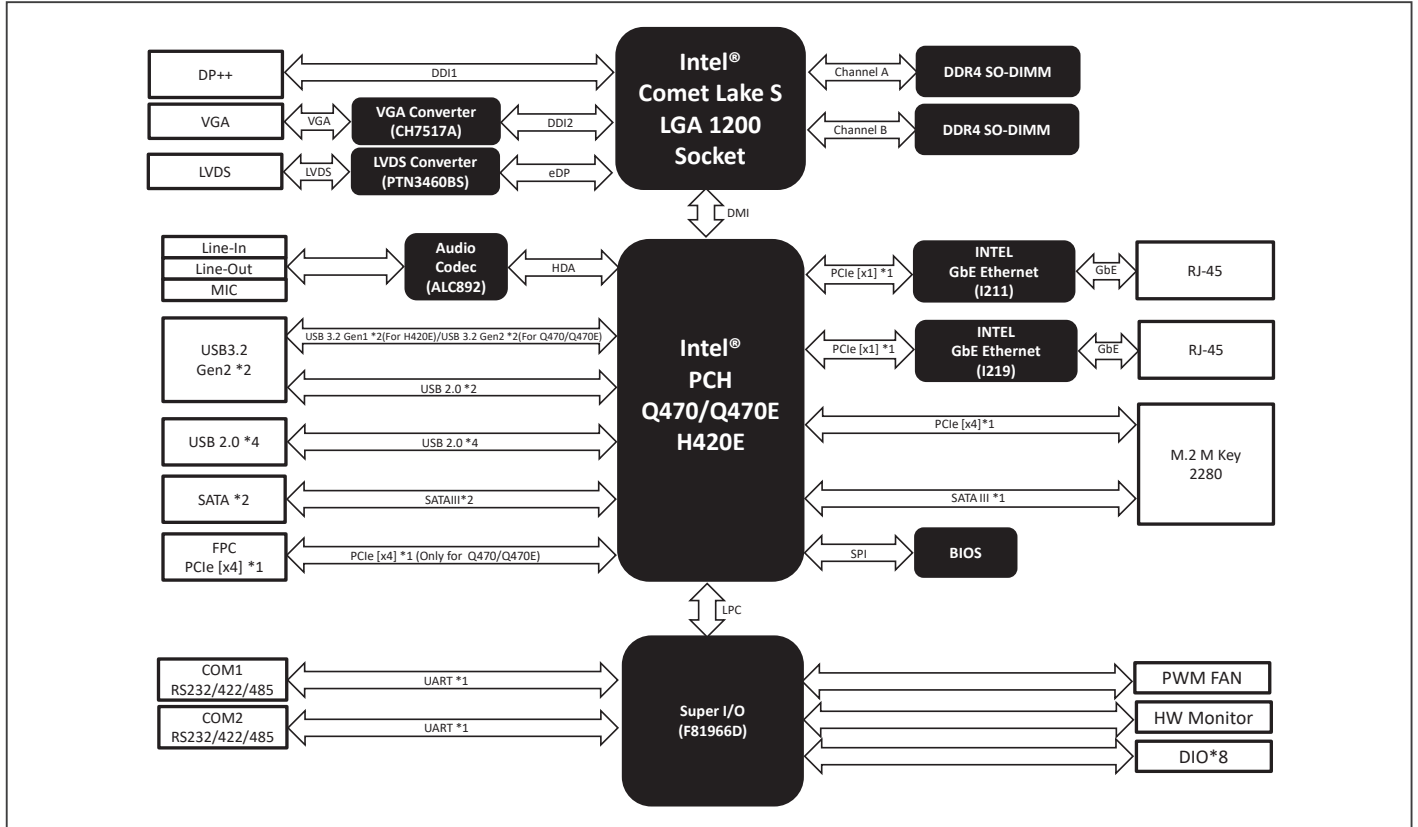 DP++
DDI1
Intel®
Comet Lake S
LGA 1200
Socket
Channel A
DDR4 SO-DIMM
VGA
VGA
VGA Converter
(CH7517A)
DDI2
Channel B
DDR4 SO-DIMM
LVDS
LVDS
LVDS Converter
(PTN3460BS)
eDP
DMI
Line-In
Line-Out
MIC
Audio
Codec
(ALC892)
HDA
Intel®
PCH
Q470/Q470E
H420E
PCIe [x1] *1
INTEL
GbE Ethernet
(I211)
GbE
RJ-45
USB3.2
Gen2 *2
USB 3.2 Gen1 *2(For H420E)/USB 3.2 Gen2 *2(For Q470/Q470E)
USB 2.0 *2
PCIe [x1] *1
INTEL
GbE Ethernet
(I219)
GbE
RJ-45
USB 2.0 *4
USB 2.0 *4
PCIe [x4]*1
M.2 M Key
2280
SATA *2
SATAIII*2
SATA III *1
FPC
PCIe [x4] *1
PCIe [x4] *1 (Only for Q470/Q470E)
SPI
BIOS
LPC
COM1
RS232/422/485
UART *1
Super I/O
(F81966D)
PWM FAN
COM2
RS232/422/485
UART *1
HW Monitor
DIO*8